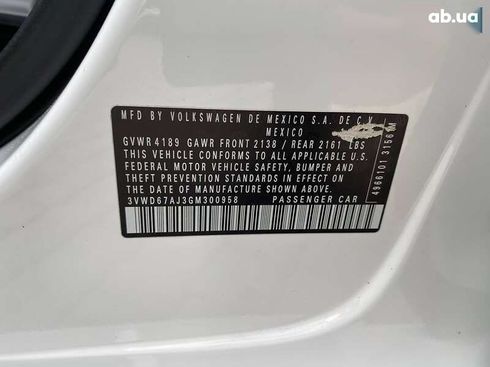 ab.ua
MFD BY VOLKSWAGEN DE MEXICO S.A. DE C.V.
MEXICO
GVWR 4189 GAWR FRONT 2138 / REAR 2161 LBS
THIS VEHICLE CONFORMS TO ALL APPLICABLE U.S.
FEDERAL MOTOR VEHICLE SAFETY, BUMPER AND
THEFT PREVENTION STANDARDS IN EFFECT ON THE
DATE OF MANUFACTURE SHOWN ABOVE.
3VWD67AJ3GM300958 PASSENGER CAR
4966101 3156 M